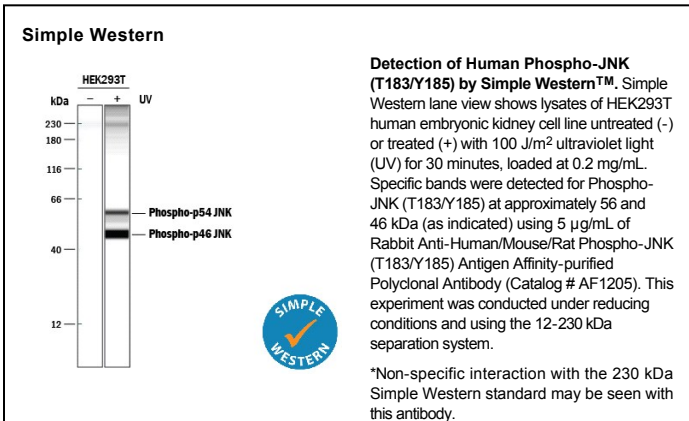 Simple Western
HEK293T
kDa – + UV
230
180
116
66
Phospho-p54 JNK
Phospho-p46 JNK
40
12
SIMPLE
WESTERN
Detection of Human Phospho-JNK
(T183/Y185) by Simple Western™. Simple
Western lane view shows lysates of HEK293T
human embryonic kidney cell line untreated (-)
or treated (+) with 100 J/m² ultraviolet light
(UV) for 30 minutes, loaded at 0.2 mg/mL.
Specific bands were detected for Phospho-
JNK (T183/Y185) at approximately 56 and
46 kDa (as indicated) using 5 µg/mL of
Rabbit Anti-Human/Mouse/Rat Phospho-JNK
(T183/Y185) Antigen Affinity-purified
Polyclonal Antibody (Catalog # AF1205). This
experiment was conducted under reducing
conditions and using the 12-230 kDa
separation system.
*Non-specific interaction with the 230 kDa
Simple Western standard may be seen with
this antibody.